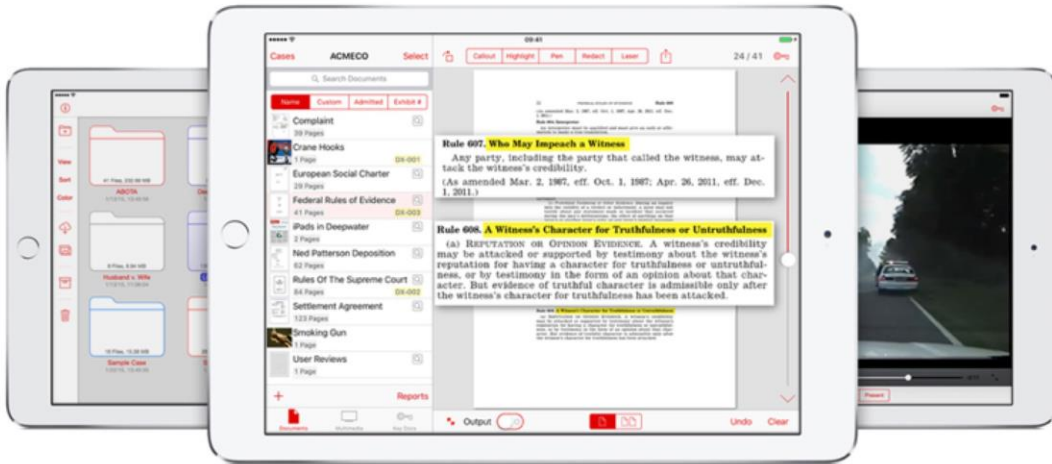 View
Sort
Color
ABOTA
Husband v. Wife
Sample Case
09:41
Cases
ACMECO
Select
Callout
Highlight
Pen
Redact
Laser
24 / 41
Search Documents
Name
Custom
Admitted
Exhibit #
Complaint
39 Pages
Crane Hooks
1 Page
DX-001
European Social Charter
29 Pages
Federal Rules of Evidence
41 Pages
DX-003
iPads in Deepwater
2 Pages
Ned Patterson Deposition
62 Pages
Rules Of The Supreme Court
84 Pages
DX-002
Settlement Agreement
123 Pages
Smoking Gun
1 Page
User Reviews
1 Page
+
Reports
Documents
Multimedia
Key Docs
Rule 607. Who May Impeach a Witness
Any party, including the party that called the witness, may at-
tack the witness's credibility.
(As amended Mar. 2, 1987, eff. Oct. 1, 1987; Apr. 26, 2011, eff. Dec.
1, 2011.)
Rule 608. A Witness's Character for Truthfulness or Untruthfulness
(a) REPUTATION OR OPINION EVIDENCE. A witness's credibility
may be attacked or supported by testimony about the witness's
reputation for having a character for truthfulness or untruthful-
ness, or by testimony in the form of an opinion about that char-
acter. But evidence of truthful character is admissible only after
the witness's character for truthfulness has been attacked.
Output
Undo
Clear
Present